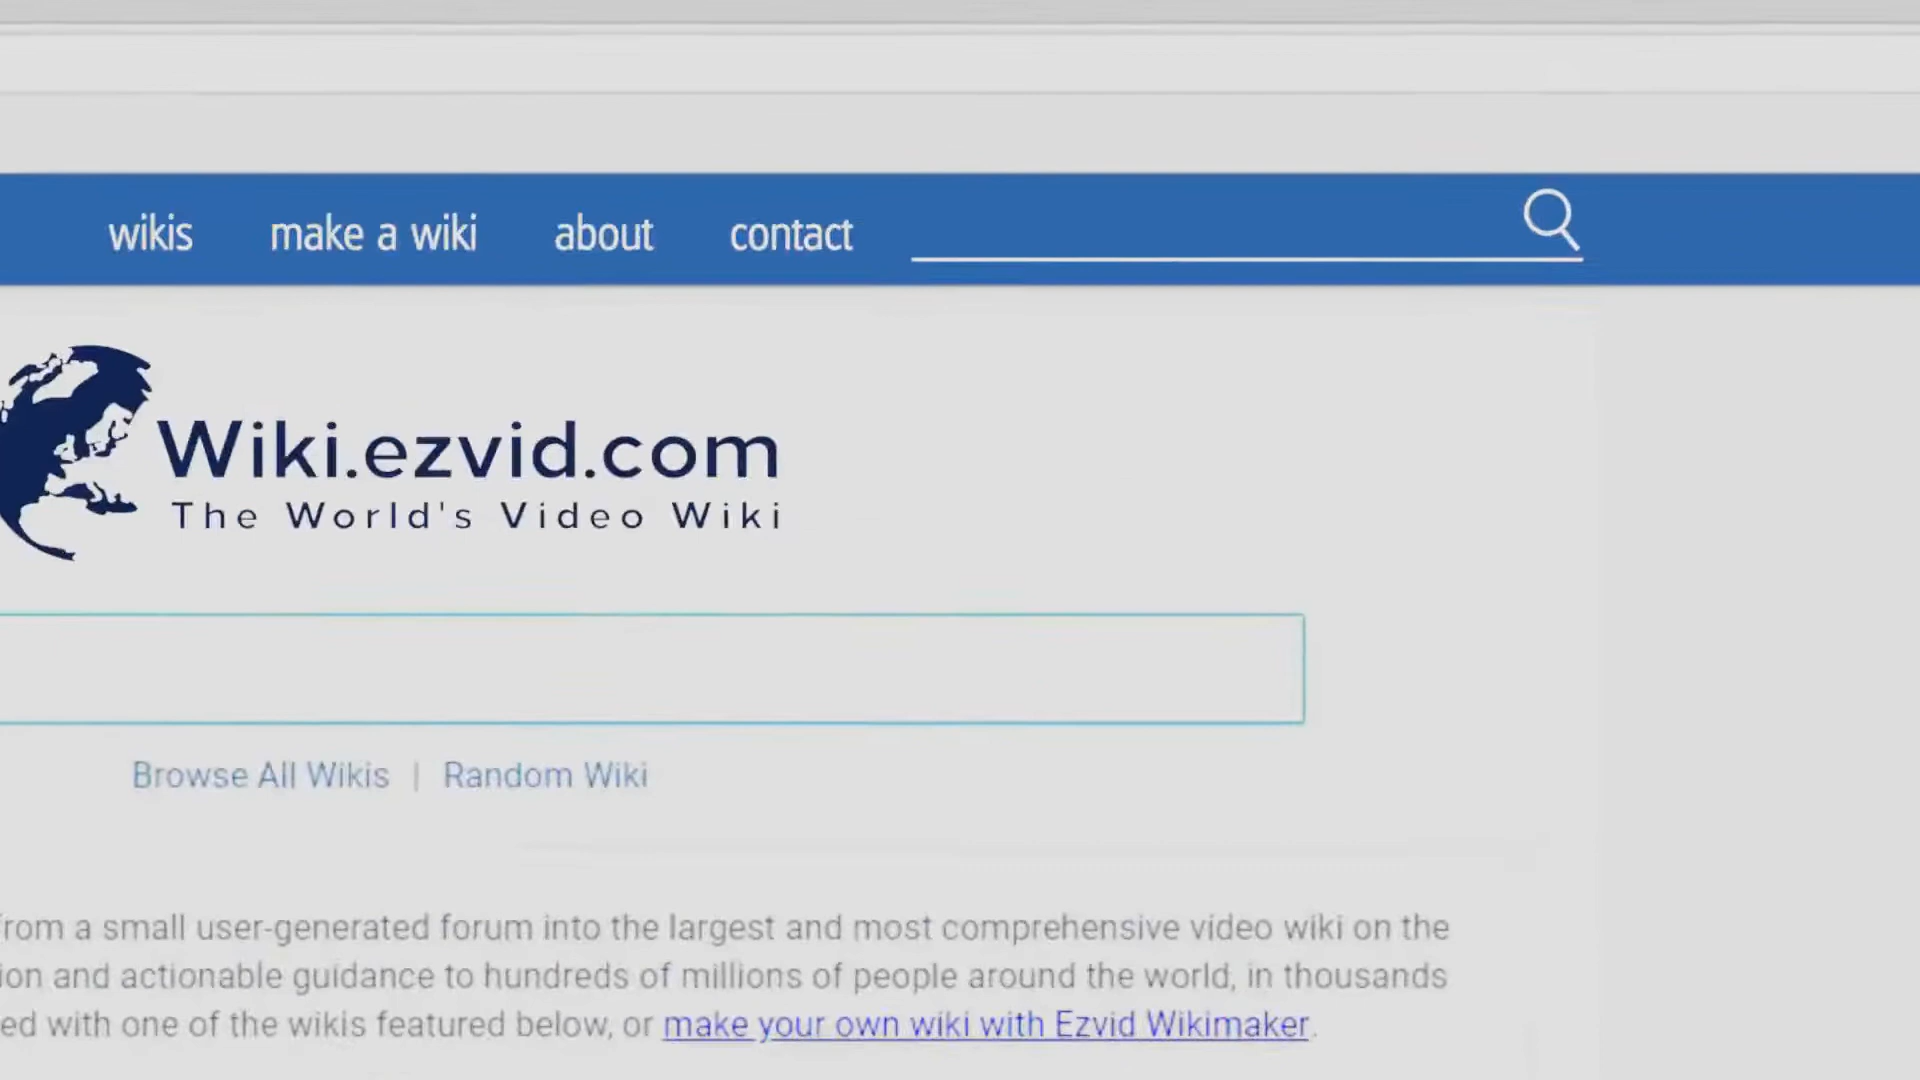 wikis make a wiki about contact
Wiki.ezvid.com
The World's Video Wiki
Browse All Wikis | Random Wiki
from a small user-generated forum into the largest and most comprehensive video wiki on the
ion and actionable guidance to hundreds of millions of people around the world, in thousands
ed with one of the wikis featured below, or make your own wiki with Ezvid Wikimaker.